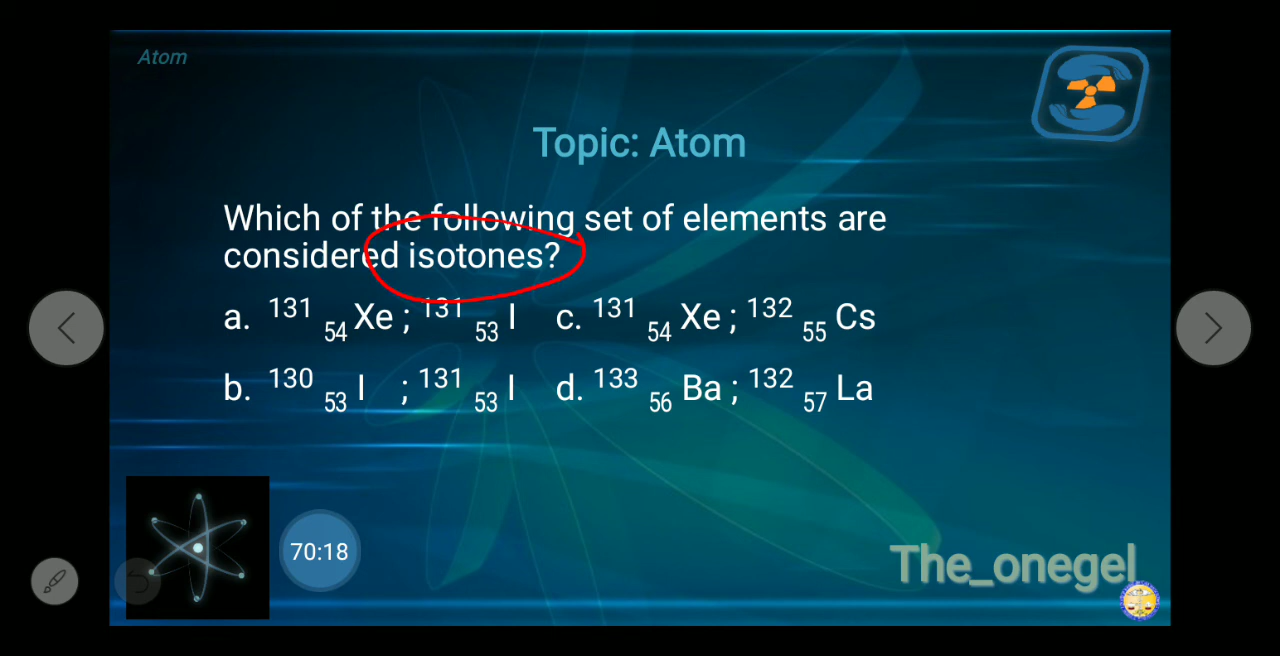 Atom
Topic: Atom
Which of the following set of elements are
considered isotones?
a. 131 54 Xe ; 131 53 I c. 131 54 Xe ; 132 55 Cs
b. 130 53 I ; 131 53 I d. 133 56 Ba ; 132 57 La
70:18
The_onegel